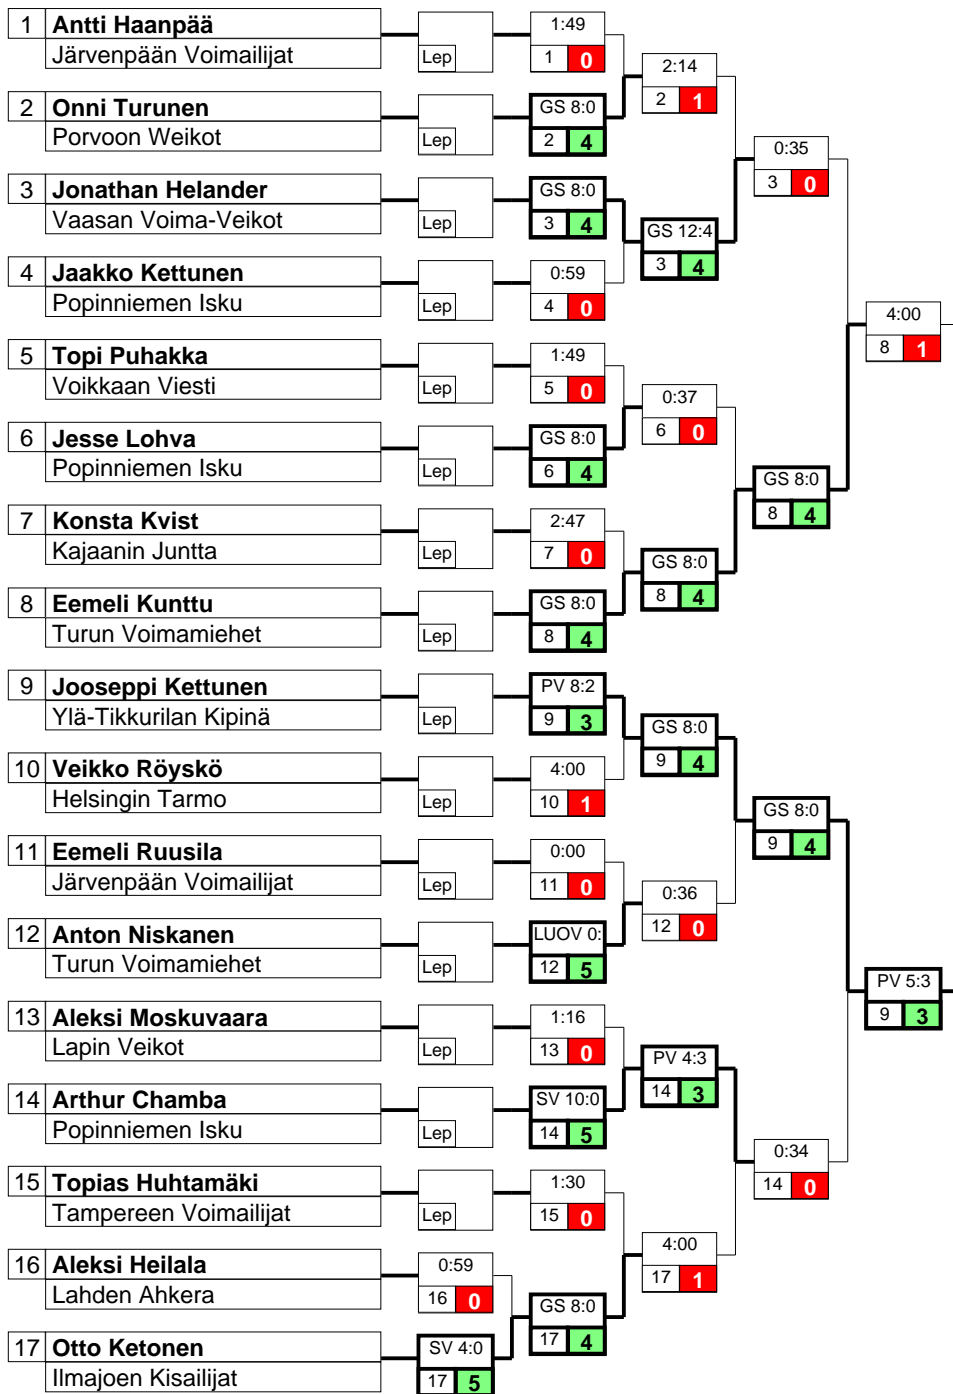 1 Antti Haanpää
Järvenpään Voimailijat
Lep
1:49
1 0
2:14
2 1
2 Onni Turunen
Porvoon Weikot
Lep
GS 8:0
2 4
0:35
3 0
3 Jonathan Helander
Vaasan Voima-Veikot
Lep
GS 8:0
3 4
GS 12:4
3 4
4 Jaakko Kettunen
Popinniemen Isku
Lep
0:59
4 0
4:00
8 1
5 Topi Puhakka
Voikkaan Viesti
Lep
1:49
5 0
0:37
6 0
6 Jesse Lohva
Popinniemen Isku
Lep
GS 8:0
6 4
GS 8:0
8 4
7 Konsta Kvist
Kajaanin Juntta
Lep
2:47
7 0
GS 8:0
8 4
8 Eemeli Kunttu
Turun Voimamiehet
Lep
GS 8:0
8 4
9 Jooseppi Kettunen
Ylä-Tikkurilan Kipinä
Lep
PV 8:2
9 3
GS 8:0
9 4
10 Veikko Röyskö
Helsingin Tarmo
Lep
4:00
10 1
GS 8:0
9 4
11 Eemeli Ruusila
Järvenpään Voimailijat
Lep
0:00
11 0
0:36
12 0
12 Anton Niskanen
Turun Voimamiehet
Lep
LUOV 0:
12 5
PV 5:3
9 3
13 Aleksi Moskuvaara
Lapin Veikot
Lep
1:16
13 0
PV 4:3
14 3
14 Arthur Chamba
Popinniemen Isku
Lep
SV 10:0
14 5
0:34
14 0
15 Topias Huhtamäki
Tampereen Voimailijat
Lep
1:30
15 0
4:00
17 1
16 Aleksi Heilala
Lahden Ahkera
0:59
16 0
GS 8:0
17 4
17 Otto Ketonen
Ilmajoen Kisailijat
SV 4:0
17 5